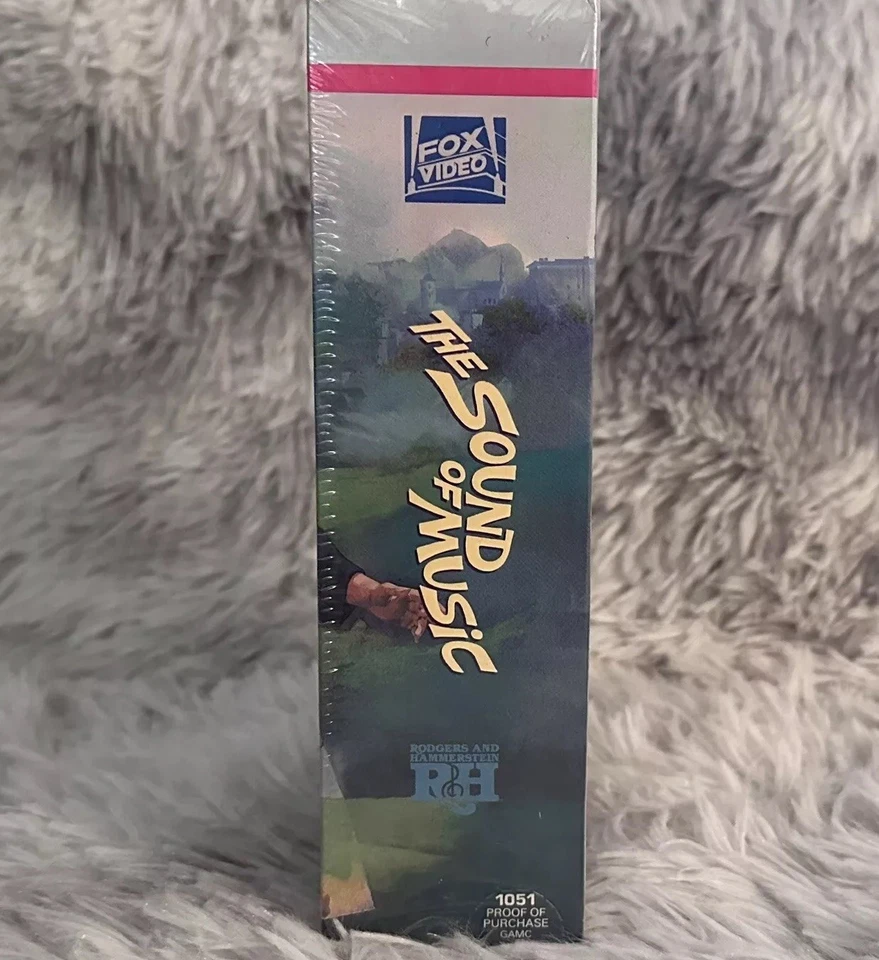 FOX
VIDEO
THE SOUND
OF MUSIC
RODGERS AND
HAMMERSTEIN
R&H
1051
PROOF OF
PURCHASE
GAMC